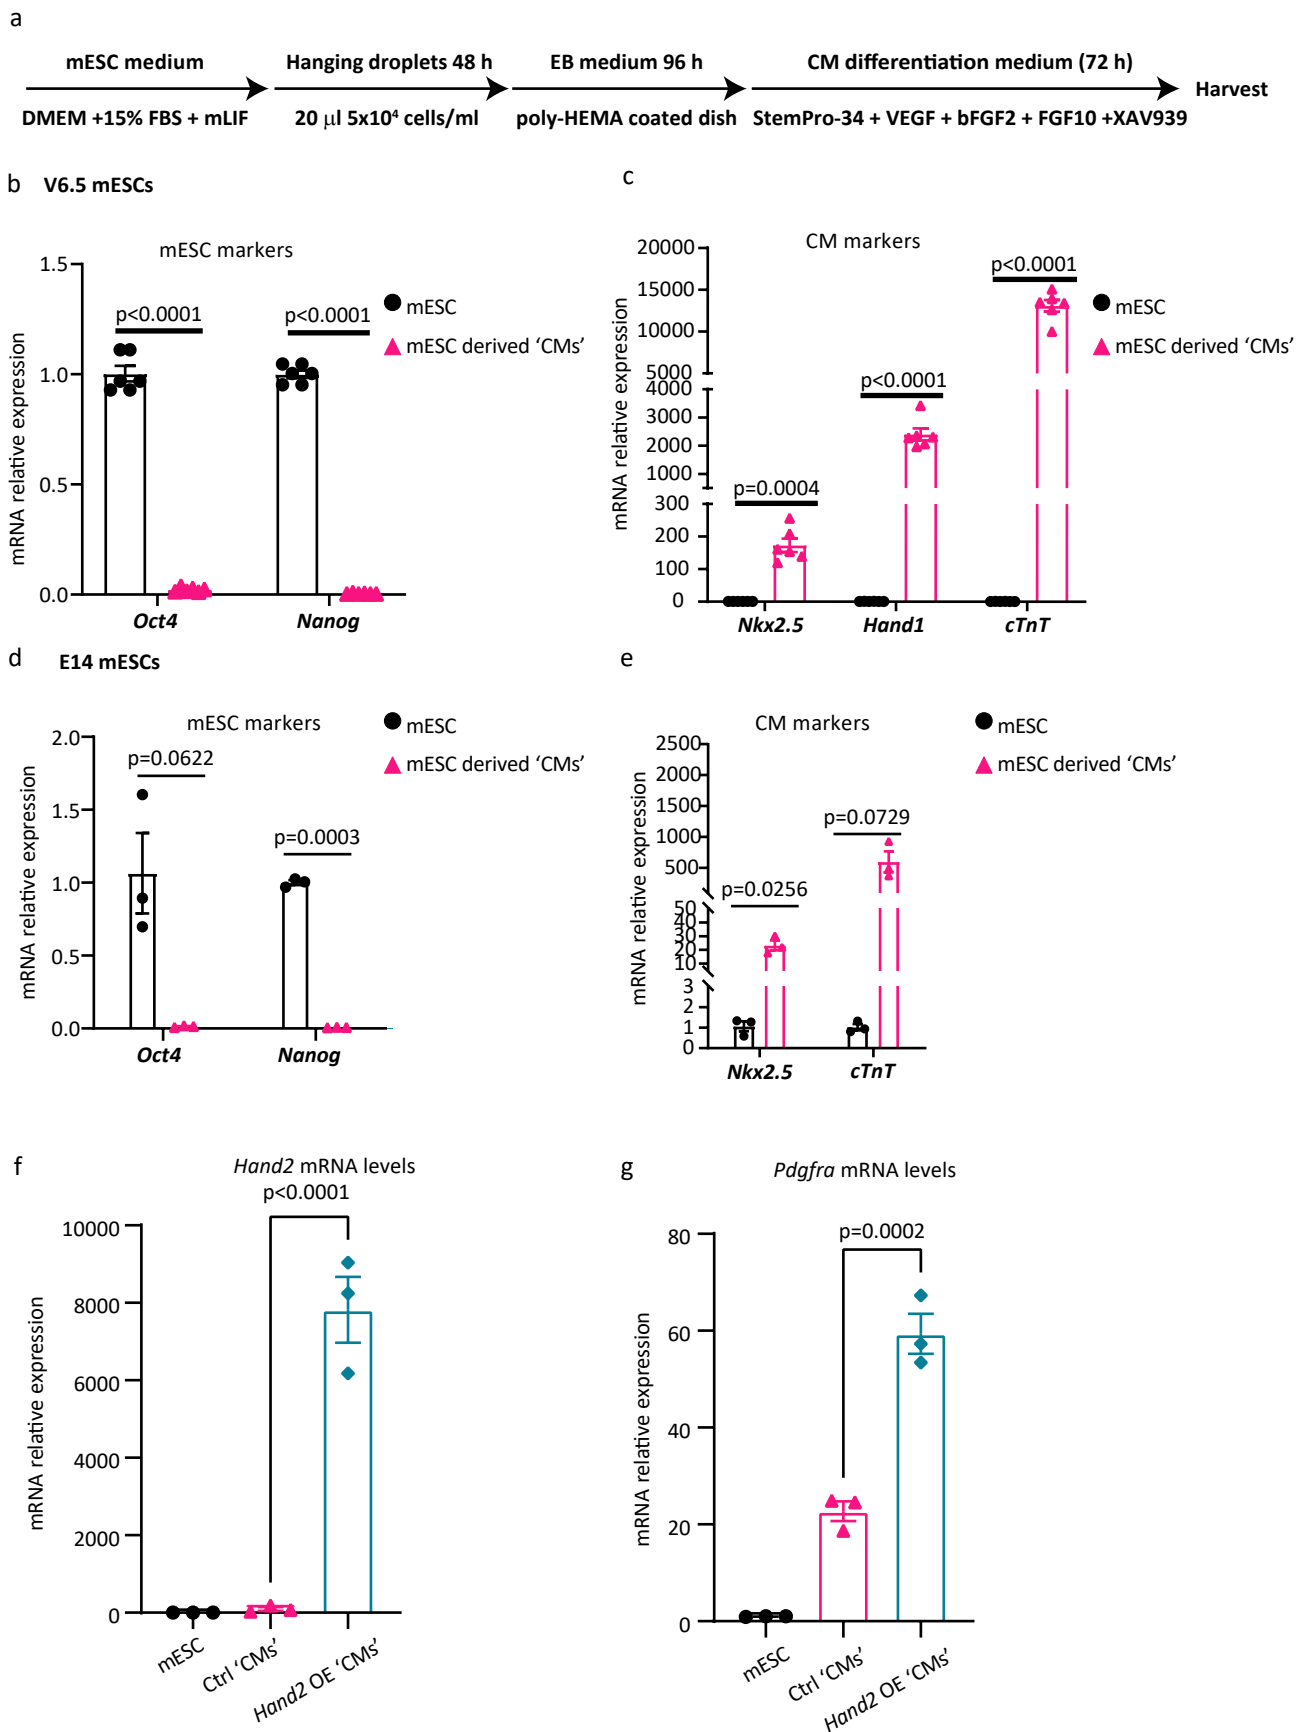 a
mESC medium
Hanging droplets 48 h
EB medium 96 h
CM differentiation medium (72 h)
Harvest
DMEM +15% FBS + mLIF
20 µl 5x10⁴ cells/ml
poly-HEMA coated dish
StemPro-34 + VEGF + bFGF2 + FGF10 +XAV939
b
V6.5 mESCs
mESC markers
mRNA relative expression
1.5
1.0
0.5
0.0
p<0.0001
p<0.0001
mESC
mESC derived ‘CMs’
Oct4
Nanog
c
CM markers
mRNA relative expression
20000
15000
10000
5000
4000
3000
2000
1000
300
200
100
0
p=0.0004
p<0.0001
p<0.0001
mESC
mESC derived ‘CMs’
Nkx2.5
Hand1
cTnT
d
E14 mESCs
mESC markers
mRNA relative expression
2.0
1.5
1.0
0.5
0.0
p=0.0622
p=0.0003
mESC
mESC derived ‘CMs’
Oct4
Nanog
e
CM markers
mRNA relative expression
2500
2000
1500
1000
500
50
40
30
20
10
3
2
1
0
p=0.0256
p=0.0729
mESC
mESC derived ‘CMs’
Nkx2.5
cTnT
f
Hand2 mRNA levels
p<0.0001
mRNA relative expression
10000
8000
6000
4000
2000
0
mESC
Ctrl ‘CMs’
Hand2 OE ‘CMs’
g
Pdgfra mRNA levels
p=0.0002
mRNA relative expression
80
60
40
20
0
mESC
Ctrl ‘CMs’
Hand2 OE ‘CMs’